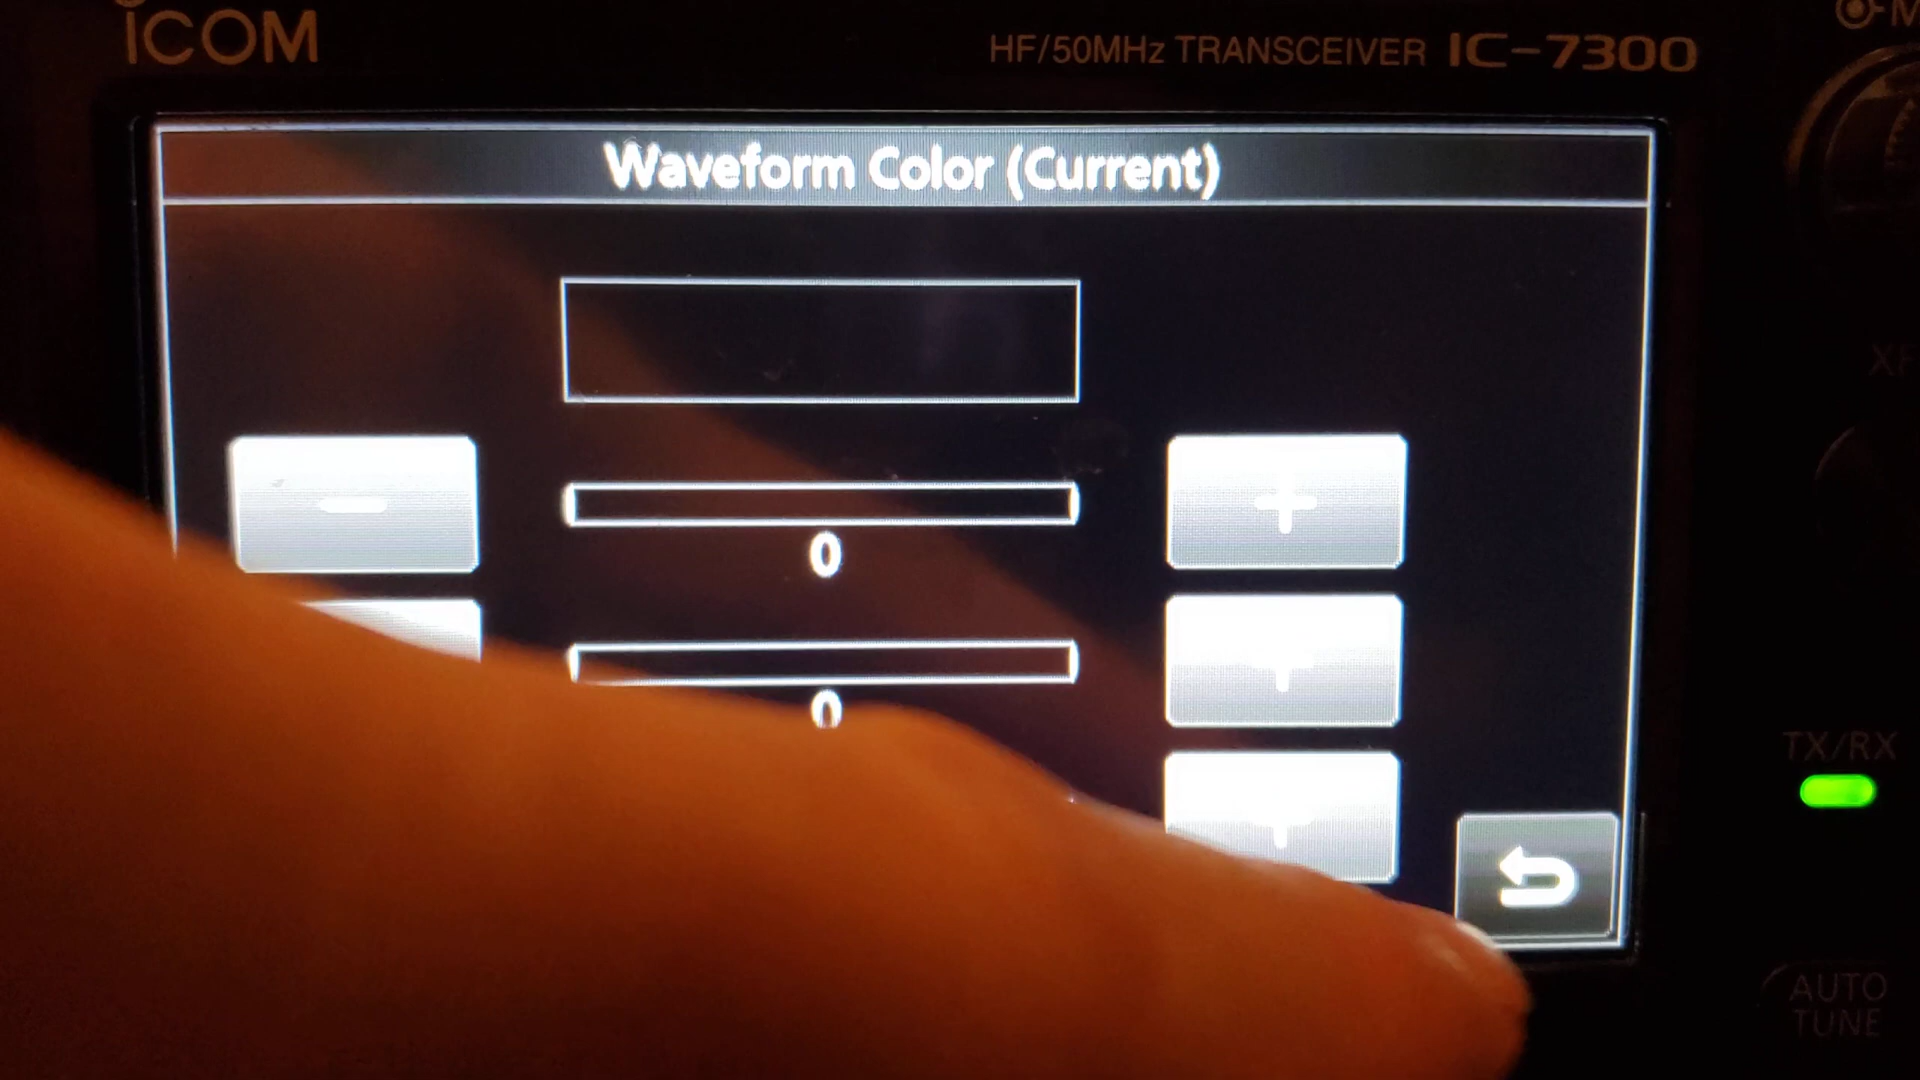 ICOM
HF/50MHz TRANSCEIVER IC-7300
Waveform Color (Current)
-
+
0
0
TX/RX
AUTO
TUNE